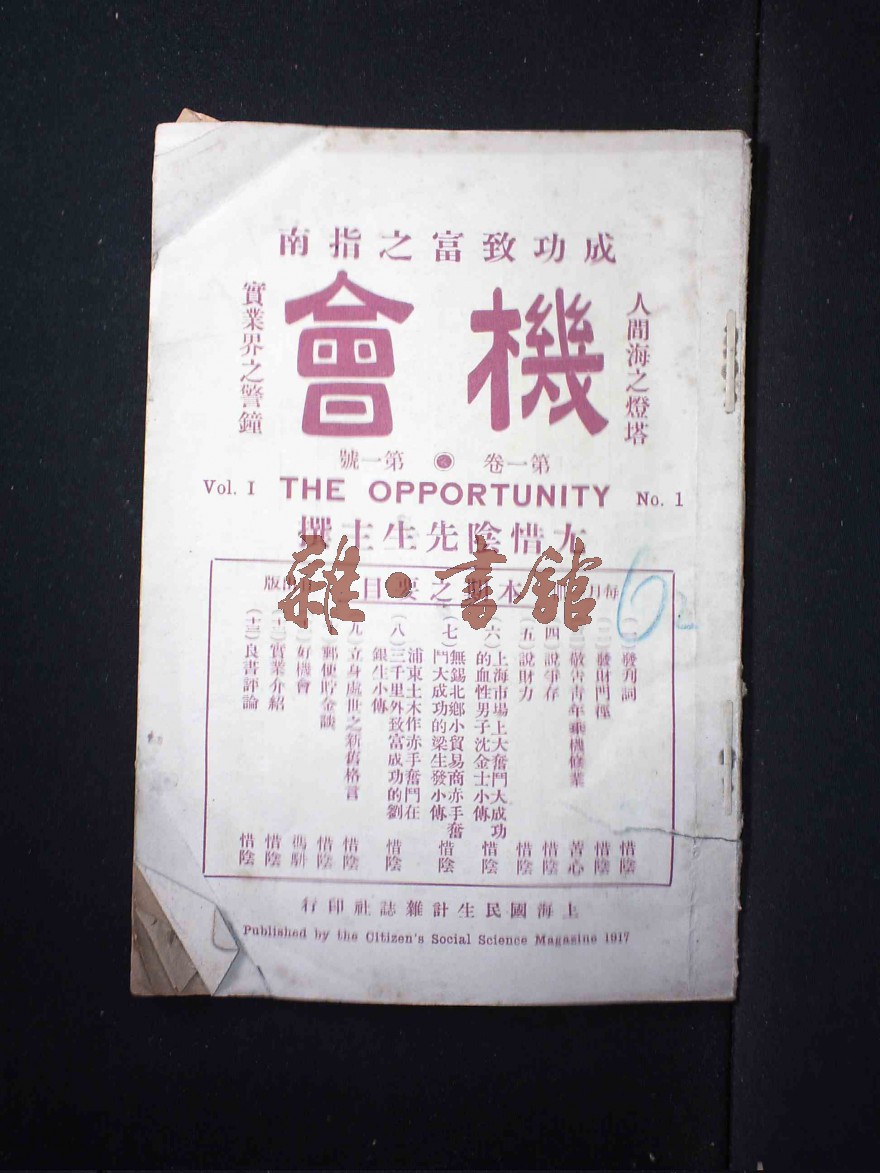 成功致富之指南
人間海之燈塔
機會
實業界之警鐘
第一卷 第一號
Vol. I THE OPPORTUNITY No. 1
尢惜陰先生主撰
雜·書館
本期之要目
每月
版
6
發刊詞 惜陰
發財門徑 惜陰
敬告青年乘機修業 菩心
(四) 說爭存 惜陰
(五) 說財力 惜陰
(六) 上海市場上大奮鬥大成功
的血性男子沈金士小傳 惜陰
(七) 無錫北鄉小貿易商赤手奮
鬥大成功的梁生發小傳 惜陰
(八) 浦東土木作赤手奮鬥在
三千里外致富成功的劉
銀生小傳 惜陰
(九) 立身處世之新舊格言 惜陰
郵便貯金談 惜陰
好機會
(十二) 實業介紹 惜陰
(十三) 良書評論 惜陰
上海國民生計雜誌社印行
Published by the Citizen's Social Science Magazine 1917